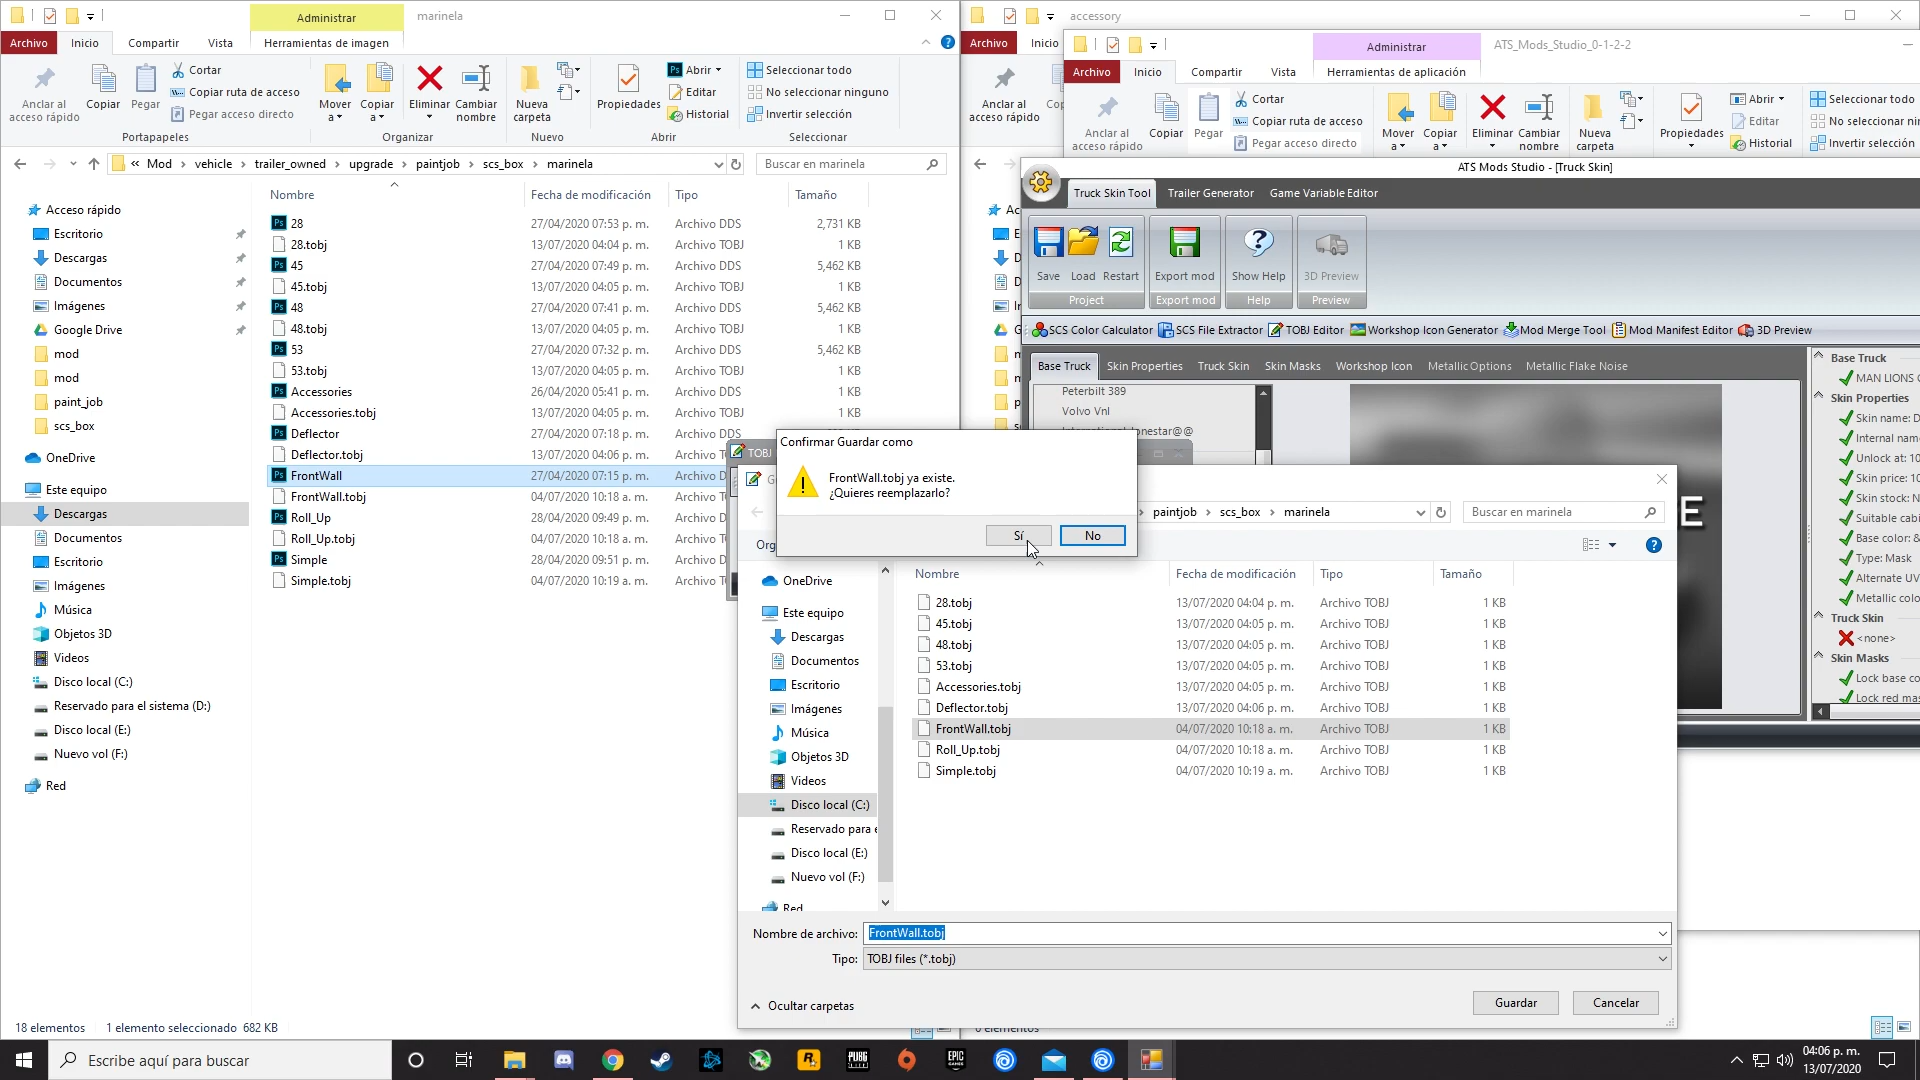 Administrar
marinela
Archivo
Inicio
Compartir
Vista
Herramientas de imagen
Anclar al
acceso rápido
Copiar
Pegar
Cortar
Copiar ruta de acceso
Pegar acceso directo
Mover
a
Copiar
a
Eliminar
Cambiar
nombre
Nueva
carpeta
Propiedades
Abrir
Editar
Historial
Seleccionar todo
No seleccionar ninguno
Invertir selección
Portapapeles
Organizar
Nuevo
Abrir
Seleccionar
« Mod > vehicle > trailer_owned > upgrade > paintjob > scs_box > marinela
Buscar en marinela
Nombre
Fecha de modificación
Tipo
Tamaño
Acceso rápido
Escritorio
Descargas
Documentos
Imágenes
Google Drive
mod
mod
paint_job
scs_box
OneDrive
Este equipo
Descargas
Documentos
Escritorio
Imágenes
Música
Objetos 3D
Videos
Disco local (C:)
Reservado para el sistema (D:)
Disco local (E:)
Nuevo vol (F:)
Red
28 27/04/2020 07:53 p. m. Archivo DDS 2,731 KB
28.tobj 13/07/2020 04:04 p. m. Archivo TOBJ 1 KB
45 27/04/2020 07:49 p. m. Archivo DDS 5,462 KB
45.tobj 13/07/2020 04:05 p. m. Archivo TOBJ 1 KB
48 27/04/2020 07:41 p. m. Archivo DDS 5,462 KB
48.tobj 13/07/2020 04:05 p. m. Archivo TOBJ 1 KB
53 27/04/2020 07:32 p. m. Archivo DDS 5,462 KB
53.tobj 13/07/2020 04:05 p. m. Archivo TOBJ 1 KB
Accessories 26/04/2020 05:41 p. m. Archivo DDS 1 KB
Accessories.tobj 13/07/2020 04:05 p. m. Archivo TOBJ 1 KB
Deflector 27/04/2020 07:18 p. m. Archivo DDS
Deflector.tobj 13/07/2020 04:06 p. m. Archivo T
FrontWall 27/04/2020 07:15 p. m. Archivo D
FrontWall.tobj 04/07/2020 10:18 a. m. Archivo T
Roll_Up 28/04/2020 09:49 p. m. Archivo D
Roll_Up.tobj 04/07/2020 10:18 a. m. Archivo T
Simple 28/04/2020 09:51 p. m. Archivo D
Simple.tobj 04/07/2020 10:19 a. m. Archivo T
18 elementos
1 elemento seleccionado 682 KB
accessory
Archivo
Inicio
Anclar al
acceso rápido
Administrar
ATS_Mods_Studio_0-1-2-2
Archivo
Inicio
Compartir
Vista
Herramientas de aplicación
Anclar al
acceso rápido
Copiar
Pegar
Cortar
Copiar ruta de acceso
Pegar acceso directo
Mover
a
Copiar
a
Eliminar
Cambiar
nombre
Nueva
carpeta
Propiedades
Abrir
Editar
Historial
Seleccionar todo
No seleccionar nin
Invertir selección
ATS Mods Studio - [Truck Skin]
Truck Skin Tool
Trailer Generator
Game Variable Editor
Save
Load
Restart
Export mod
Show Help
3D Preview
Project
Export mod
Help
Preview
SCS Color Calculator
SCS File Extractor
TOBJ Editor
Workshop Icon Generator
Mod Merge Tool
Mod Manifest Editor
3D Preview
Base Truck
Skin Properties
Truck Skin
Skin Masks
Workshop Icon
Metallic Options
Metallic Flake Noise
Peterbilt 389
Volvo Vnl
Base Truck
MAN LIONS
Skin Properties
Skin name: D
Internal nam
Unlock at: 10
Skin price: 10
Skin stock: N
Suitable cabi
Base color: &
Type: Mask
Alternate UV
Metallic colo
Truck Skin
<none>
Skin Masks
Lock base co
Lock red mas
E
TOBJ
Confirmar Guardar como
FrontWall.tobj ya existe.
¿Quieres reemplazarlo?
Sí
No
paintjob > scs_box > marinela
Buscar en marinela
Org
OneDrive
Este equipo
Descargas
Documentos
Escritorio
Imágenes
Música
Objetos 3D
Videos
Disco local (C:)
Reservado para e
Disco local (E:)
Nuevo vol (F:)
Red
Nombre
Fecha de modificación
Tipo
Tamaño
28.tobj 13/07/2020 04:04 p. m. Archivo TOBJ 1 KB
45.tobj 13/07/2020 04:05 p. m. Archivo TOBJ 1 KB
48.tobj 13/07/2020 04:05 p. m. Archivo TOBJ 1 KB
53.tobj 13/07/2020 04:05 p. m. Archivo TOBJ 1 KB
Accessories.tobj 13/07/2020 04:05 p. m. Archivo TOBJ 1 KB
Deflector.tobj 13/07/2020 04:06 p. m. Archivo TOBJ 1 KB
FrontWall.tobj 04/07/2020 10:18 a. m. Archivo TOBJ 1 KB
Roll_Up.tobj 04/07/2020 10:18 a. m. Archivo TOBJ 1 KB
Simple.tobj 04/07/2020 10:19 a. m. Archivo TOBJ 1 KB
Nombre de archivo: FrontWall.tobj
Tipo: TOBJ files (*.tobj)
Ocultar carpetas
Guardar
Cancelar
Escribe aquí para buscar
PUBG
EPIC
GAMES
04:06 p. m.
13/07/2020